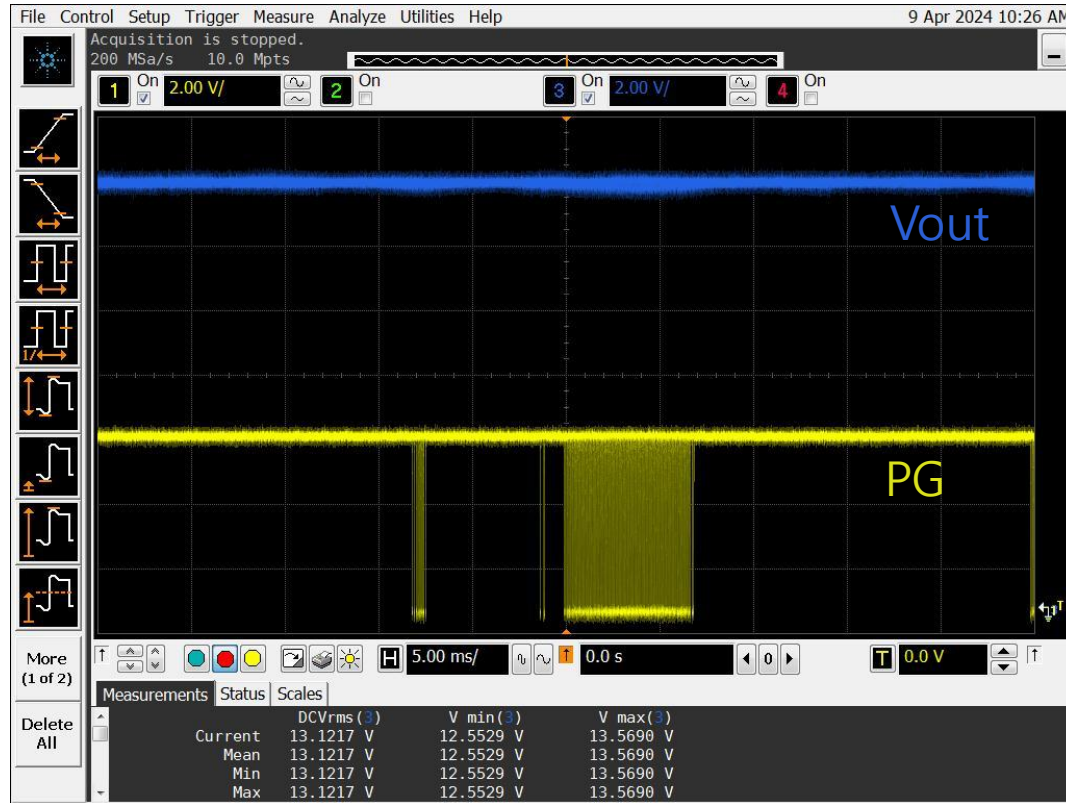 File Control Setup Trigger Measure Analyze Utilities Help 9 Apr 2024 10:26 AM
Acquisition is stopped.
200 MSa/s 10.0 Mpts
1 On 2.00 V/ 2 On 3 On 2.00 V/ 4 On
Vout
PG
T
1/
More
(1 of 2)
Delete
All
H 5.00 ms/ 0.0 s 0 T 0.0 V
Measurements Status Scales
DCVrms(3) V min(3) V max(3)
Current 13.1217 V 12.5529 V 13.5690 V
Mean 13.1217 V 12.5529 V 13.5690 V
Min 13.1217 V 12.5529 V 13.5690 V
Max 13.1217 V 12.5529 V 13.5690 V